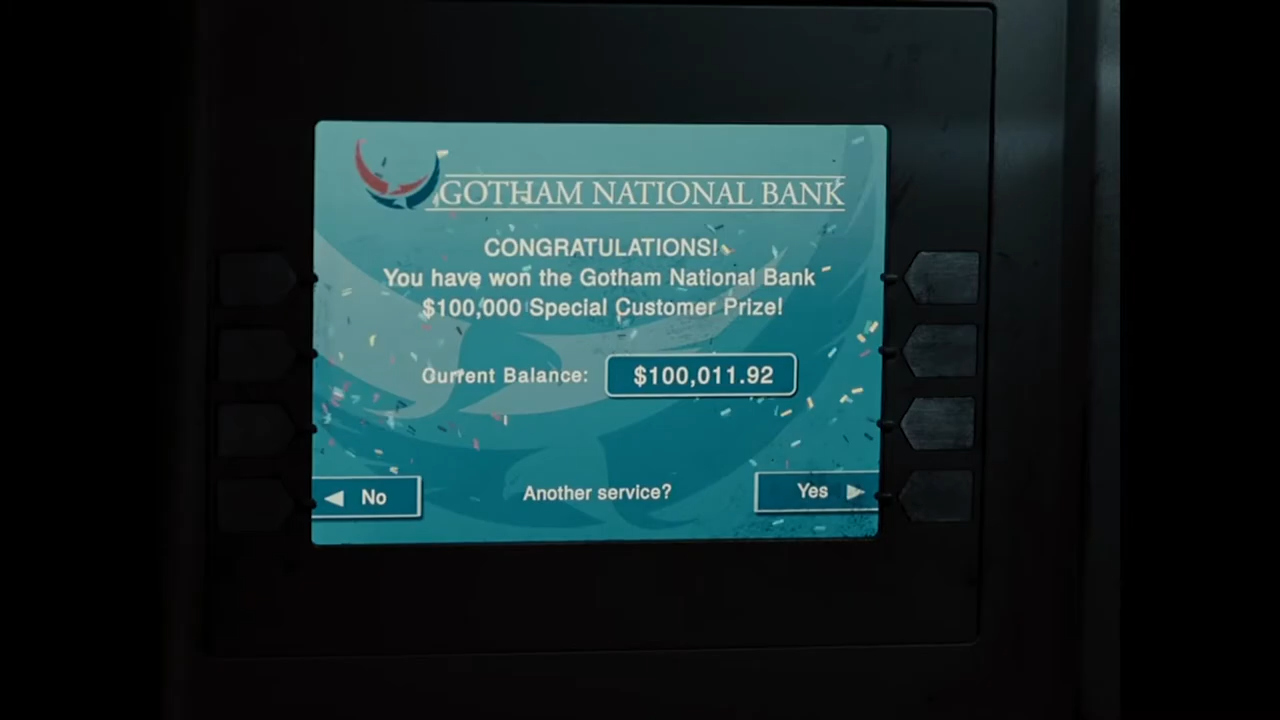 GOTHAM NATIONAL BANK
CONGRATULATIONS!
You have won the Gotham National Bank
$100,000 Special Customer Prize!
Current Balance: $100,011.92
No Another service? Yes